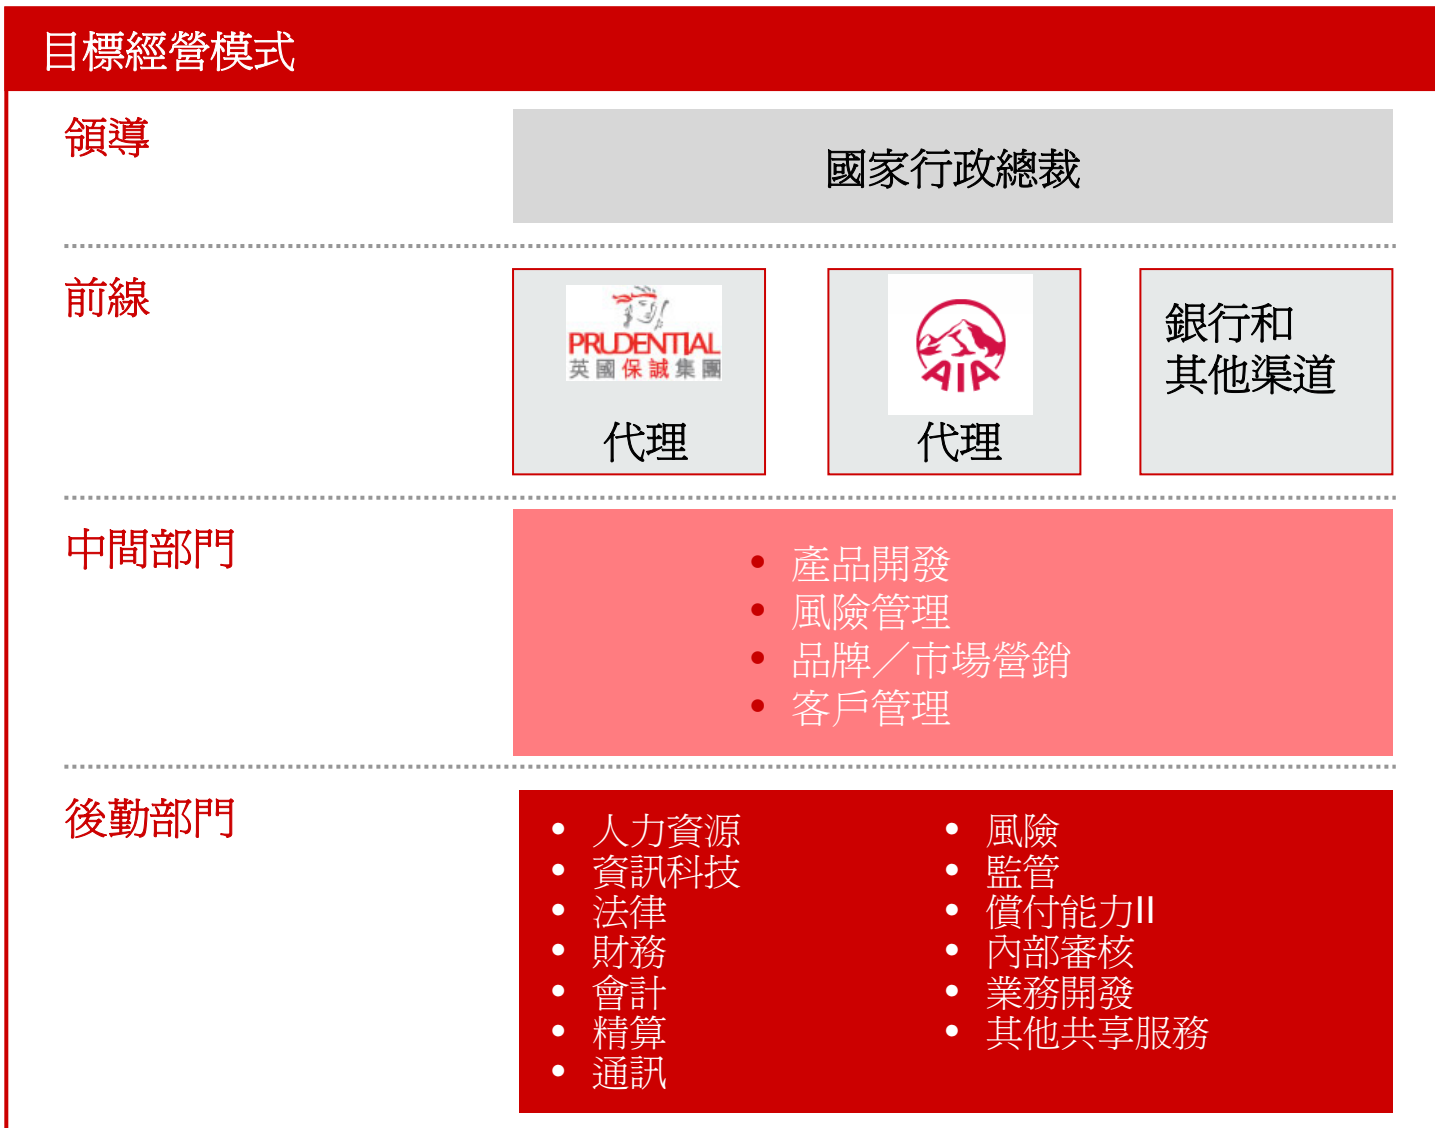 目標經營模式
領導
國家行政總裁
前線
PRUDENTIAL
英國保誠集團
代理
AIA
代理
銀行和
其他渠道
中間部門
• 產品開發
• 風險管理
• 品牌／市場營銷
• 客戶管理
後勤部門
• 人力資源
• 資訊科技
• 法律
• 財務
• 會計
• 精算
• 通訊
• 風險
• 監管
• 償付能力II
• 內部審核
• 業務開發
• 其他共享服務